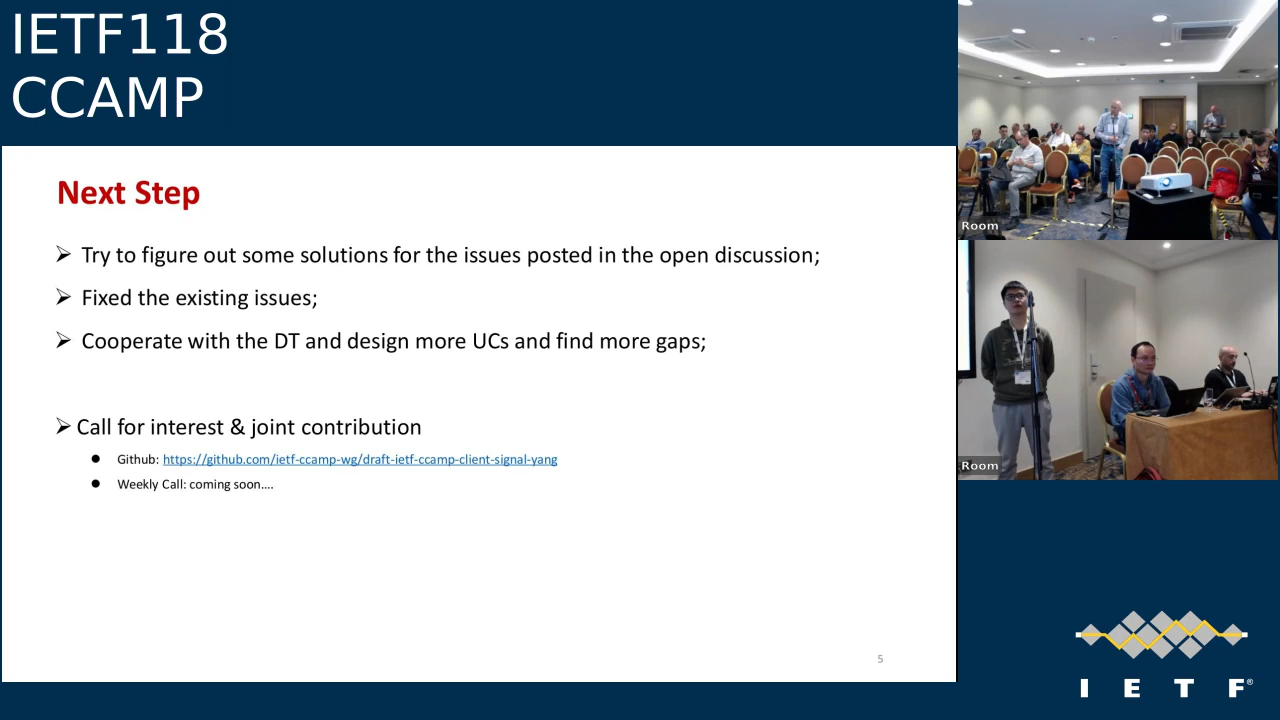 IETF118
CCAMP
Next Step
Try to figure out some solutions for the issues posted in the open discussion;
Fixed the existing issues;
Cooperate with the DT and design more UCs and find more gaps;
Call for interest & joint contribution
Github: https://github.com/ietf-ccamp-wg/draft-ietf-ccamp-client-signal-yang
Weekly Call: coming soon....
5
Room
Room
I E T F®